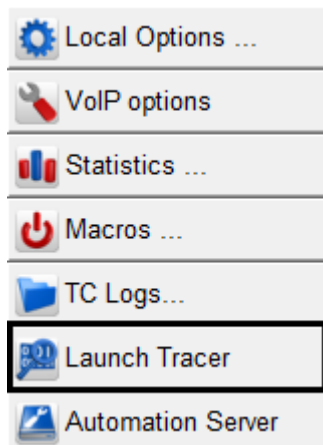 Local Options ...
VoIP options
Statistics ...
Macros ...
TC Logs...
Launch Tracer
Automation Server